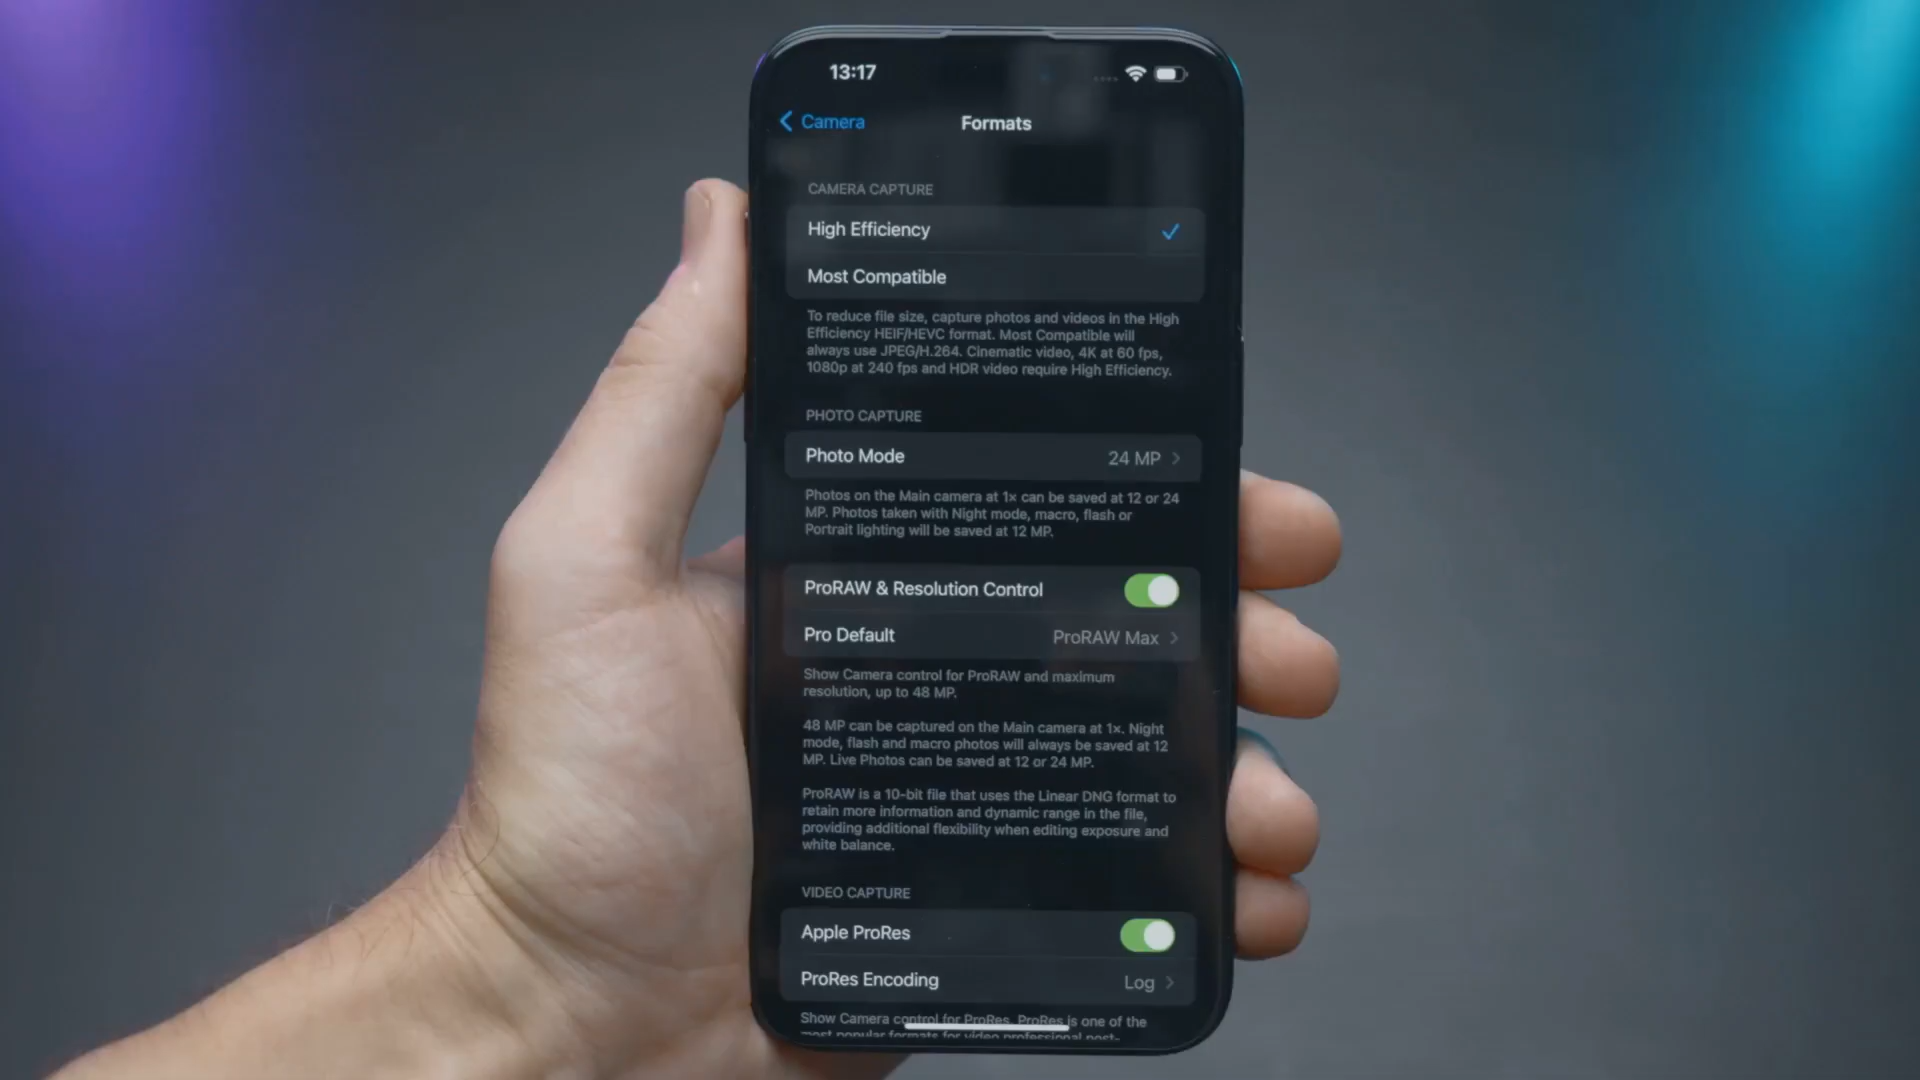 13:17
Camera
Formats
CAMERA CAPTURE
High Efficiency
Most Compatible
To reduce file size, capture photos and videos in the High
Efficiency HEIF/HEVC format. Most Compatible will
always use JPEG/H.264. Cinematic video, 4K at 60 fps,
1080p at 240 fps and HDR video require High Efficiency.
PHOTO CAPTURE
Photo Mode 24 MP
Photos on the Main camera at 1x can be saved at 12 or 24
MP. Photos taken with Night mode, macro, flash or
Portrait lighting will be saved at 12 MP.
ProRAW & Resolution Control
Pro Default ProRAW Max
Show Camera control for ProRAW and maximum
resolution, up to 48 MP.
48 MP can be captured on the Main camera at 1x. Night
mode, flash and macro photos will always be saved at 12
MP. Live Photos can be saved at 12 or 24 MP.
ProRAW is a 10-bit file that uses the Linear DNG format to
retain more information and dynamic range in the file,
providing additional flexibility when editing exposure and
white balance.
VIDEO CAPTURE
Apple ProRes
ProRes Encoding Log
Show Camera control for ProRes. ProRes is one of the
most popular formats for video professional post-